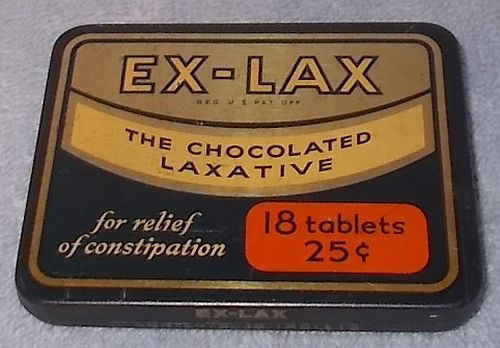 EX-LAX
REG. U.S. PAT. OFF.
THE CHOCOLATED
LAXATIVE
for relief
of constipation
18 tablets
25¢
EX-LAX